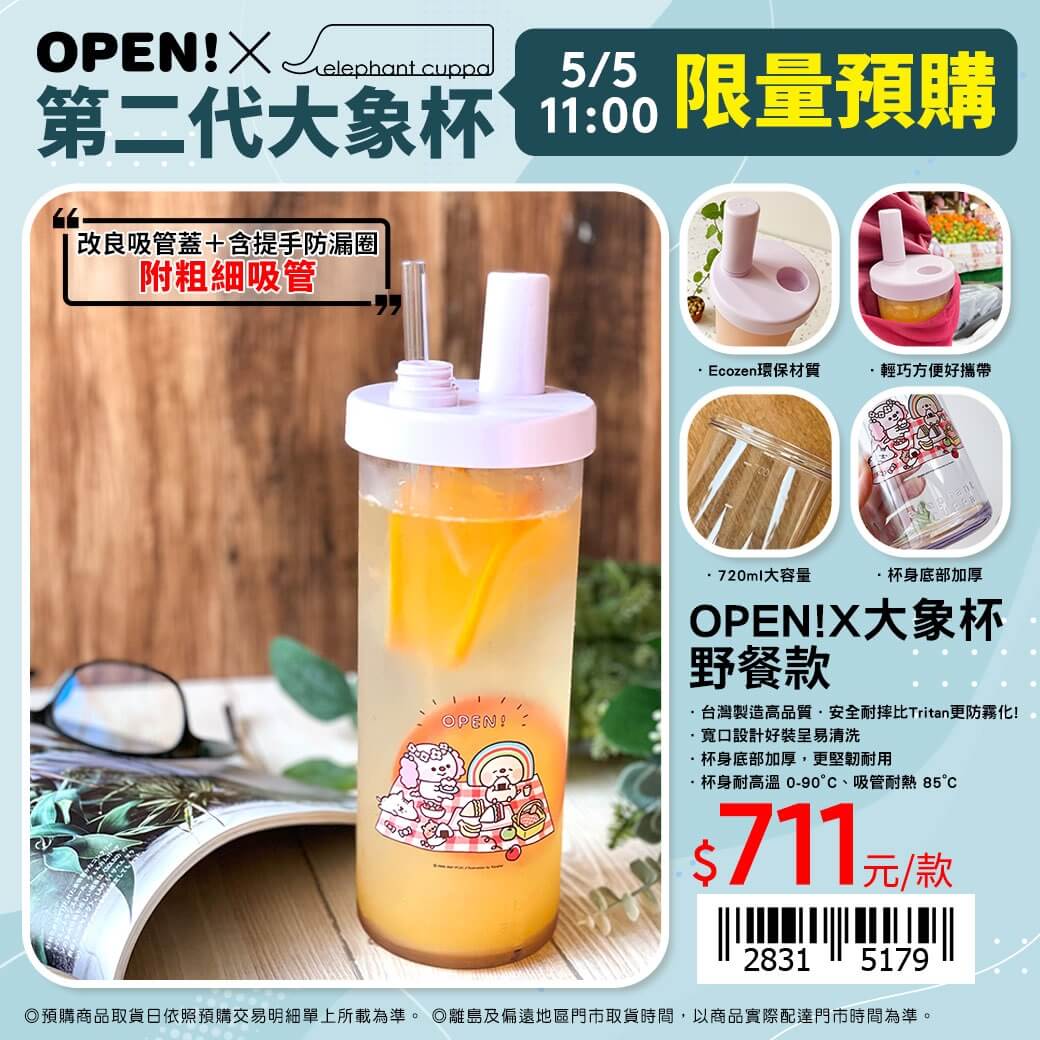 OPEN!X elephant cuppa
第二代大象杯
5/5
11:00
限量預購
改良吸管蓋＋含提手防漏圈
附粗細吸管
OPEN!
・Ecozen環保材質
・輕巧方便好攜帶
・720ml大容量
・杯身底部加厚
OPEN!X大象杯
野餐款
・台灣製造高品質・安全耐摔比Tritan更防霧化!
・寬口設計好裝呈易清洗
・杯身底部加厚，更堅韌耐用
・杯身耐高溫 0-90°C、吸管耐熱 85°C
$711元/款
2831 5179
◎預購商品取貨日依照預購交易明細單上所載為準。 ◎離島及偏遠地區門市取貨時間，以商品實際配達門市時間為準。